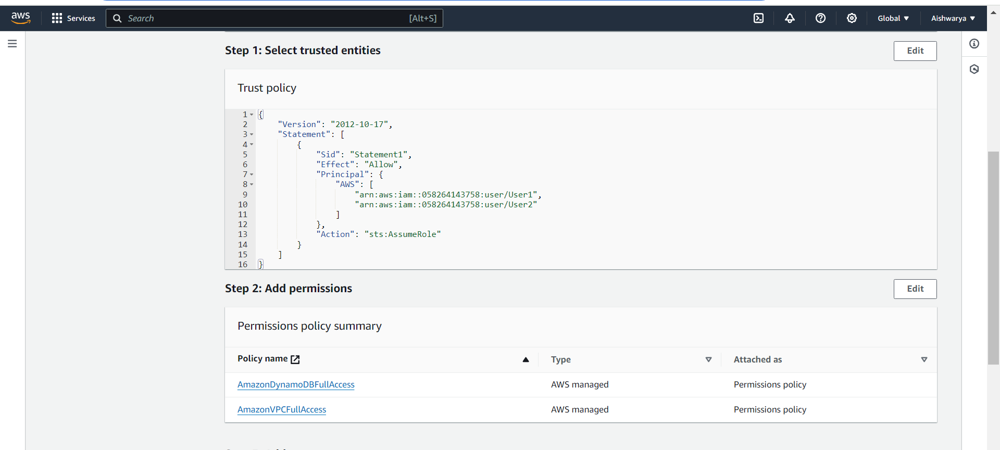 aws Services Search [Alt+S] Global Aishwarya
Step 1: Select trusted entities
Edit
Trust policy
1 {
2 "Version": "2012-10-17",
3 "Statement": [
4 {
5 "Sid": "Statement1",
6 "Effect": "Allow",
7 "Principal": {
8 "AWS": [
9 "arn:aws:iam::058264143758:user/User1",
10 "arn:aws:iam::058264143758:user/User2"
11 ]
12 },
13 "Action": "sts:AssumeRole"
14 }
15 ]
16 }
Step 2: Add permissions
Edit
Permissions policy summary
Policy name Type Attached as
AmazonDynamoDBFullAccess AWS managed Permissions policy
AmazonVPCFullAccess AWS managed Permissions policy